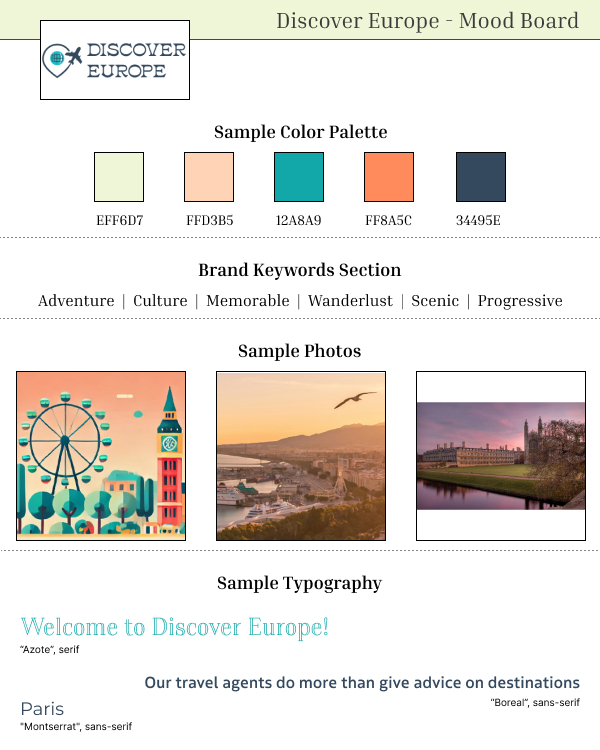 Discover Europe - Mood Board
DISCOVER
EUROPE
Sample Color Palette
EFF6D7 FFD3B5 12A8A9 FF8A5C 34495E
Brand Keywords Section
Adventure | Culture | Memorable | Wanderlust | Scenic | Progressive
Sample Photos
Sample Typography
Welcome to Discover Europe!
"Azote", serif
Our travel agents do more than give advice on destinations
"Boreal", sans-serif
Paris
"Montserrat", sans-serif